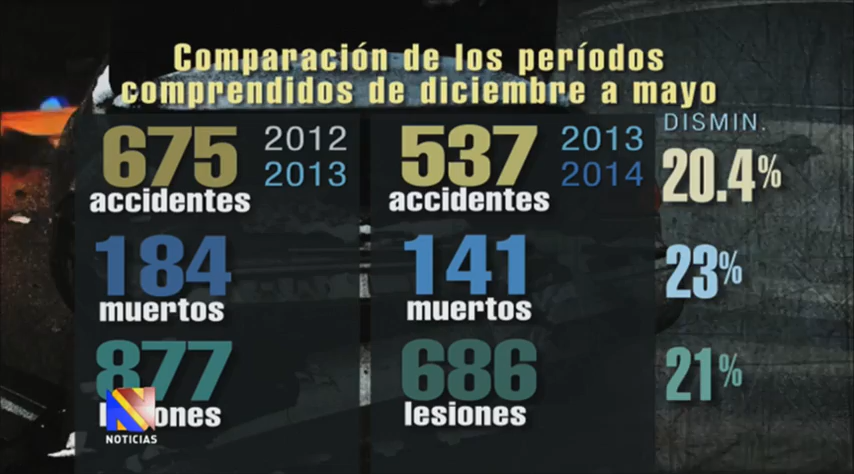 Comparación de los períodos
comprendidos de diciembre a mayo
DISMIN.
675
accidentes
2012
2013
537
accidentes
2013
2014
20.4%
184
muertos
141
muertos
23%
877
686
lesiones
21%
N
NOTICIAS